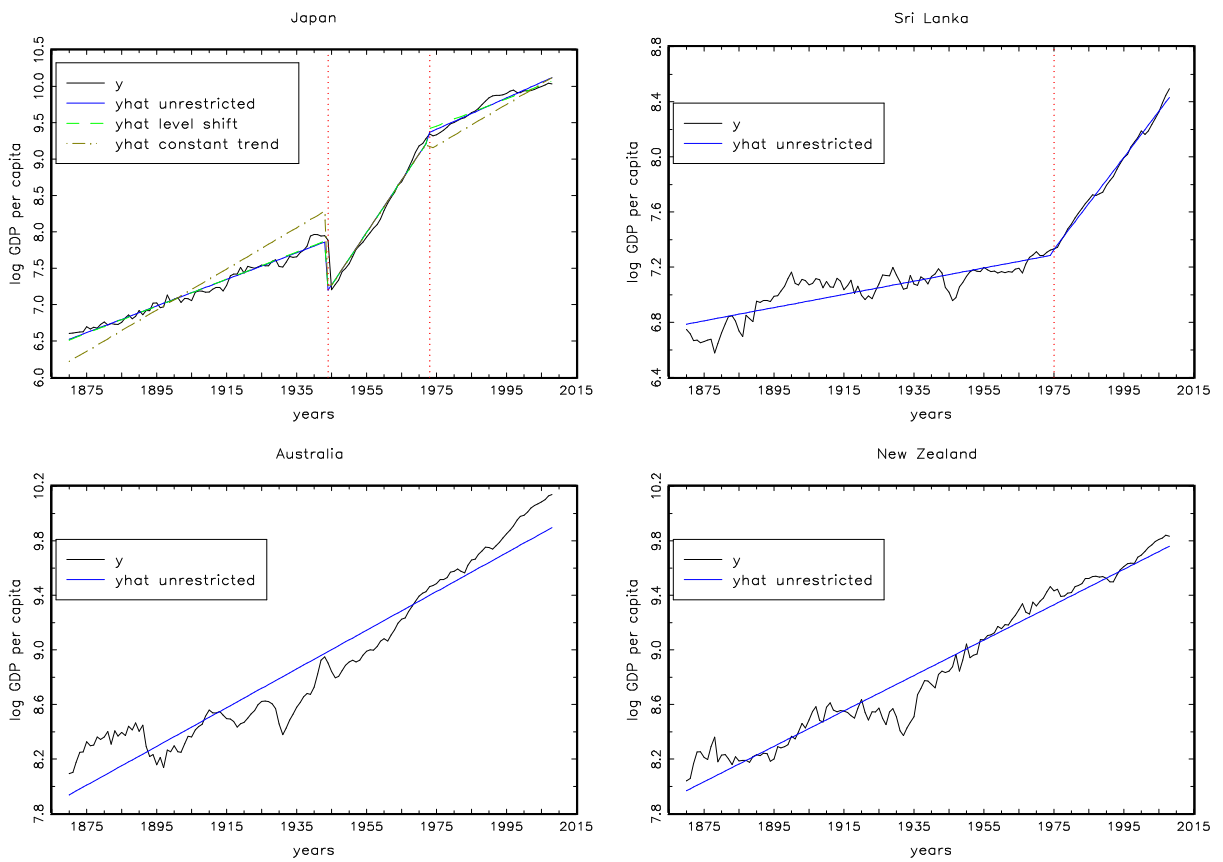 Japan
log GDP per capita
10.5
10.0
9.5
9.0
8.5
8.0
7.5
7.0
6.5
6.0
y
yhat unrestricted
yhat level shift
yhat constant trend
1875 1895 1915 1935 1955 1975 1995 2015
years
Sri Lanka
log GDP per capita
8.8
8.4
8.0
7.6
7.2
6.8
6.4
y
yhat unrestricted
1875 1895 1915 1935 1955 1975 1995 2015
years
Australia
log GDP per capita
10.2
9.8
9.4
9.0
8.6
8.2
7.8
y
yhat unrestricted
1875 1895 1915 1935 1955 1975 1995 2015
years
New Zealand
log GDP per capita
10.2
9.8
9.4
9.0
8.6
8.2
7.8
y
yhat unrestricted
1875 1895 1915 1935 1955 1975 1995 2015
years